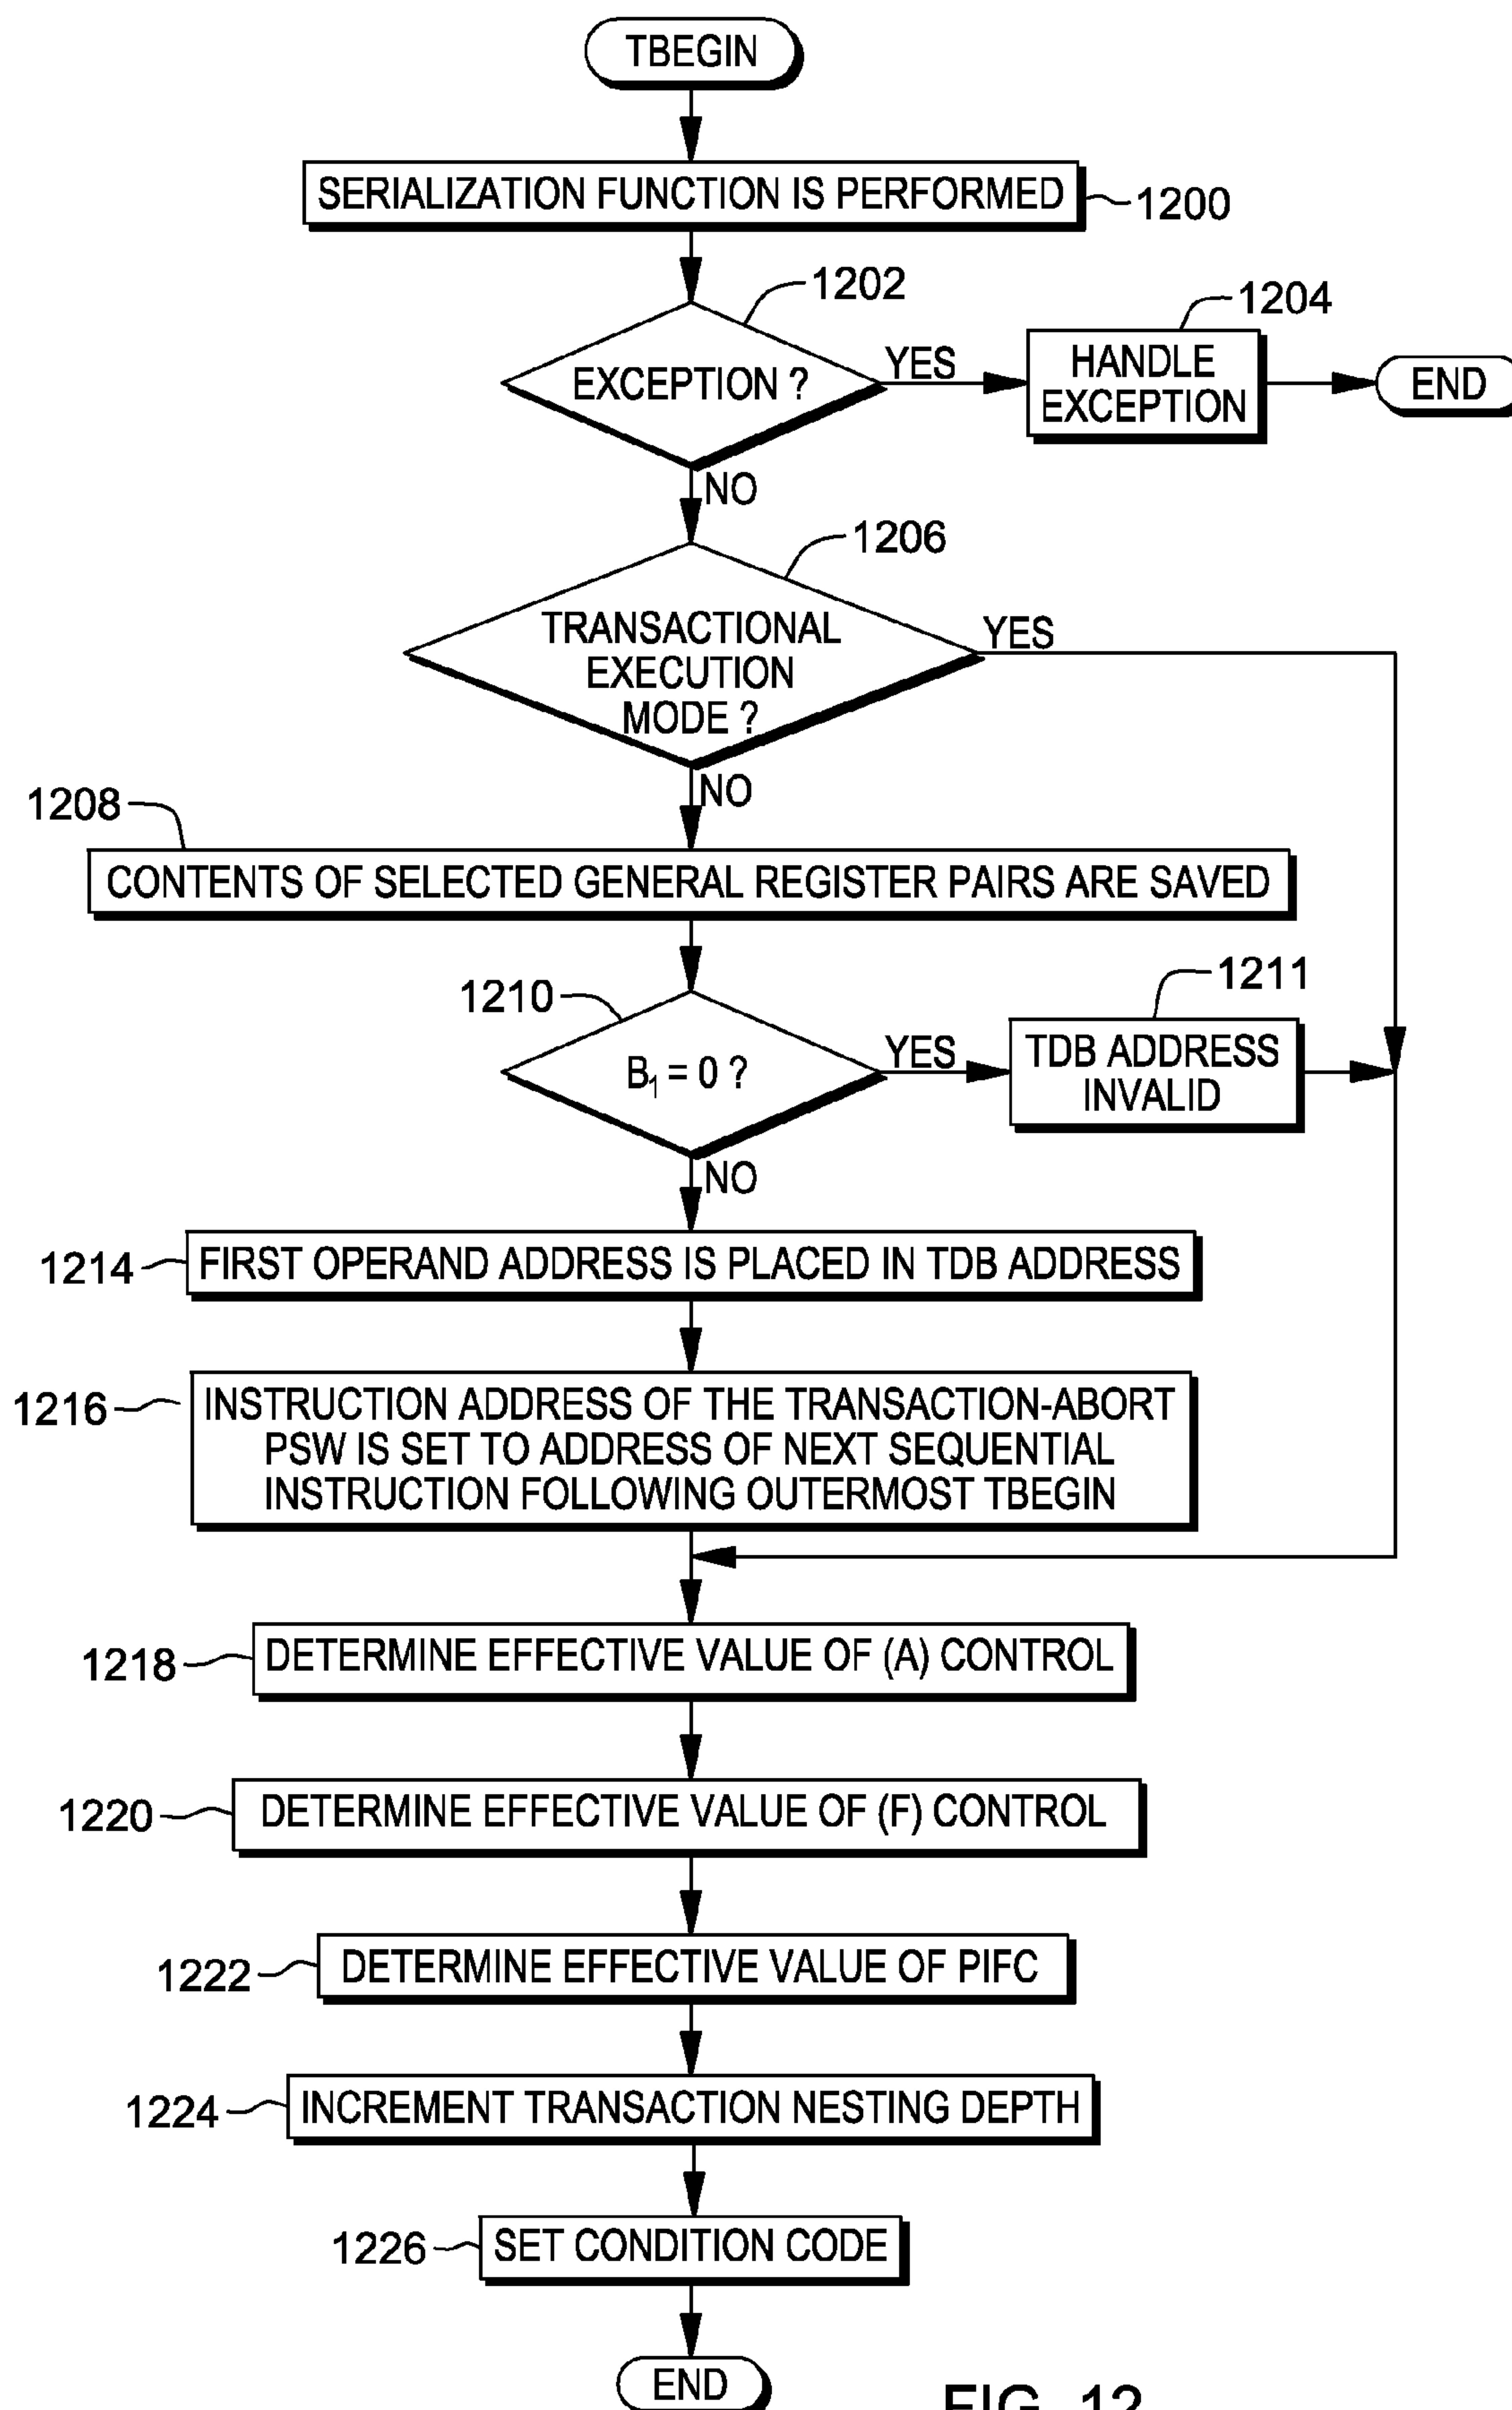 TBEGIN
SERIALIZATION FUNCTION IS PERFORMED
1200
1202
EXCEPTION ?
YES
1204
HANDLE
EXCEPTION
END
NO
1206
TRANSACTIONAL
EXECUTION
MODE ?
YES
NO
1208
CONTENTS OF SELECTED GENERAL REGISTER PAIRS ARE SAVED
1210
B₁ = 0 ?
YES
1211
TDB ADDRESS
INVALID
NO
1214
FIRST OPERAND ADDRESS IS PLACED IN TDB ADDRESS
1216
INSTRUCTION ADDRESS OF THE TRANSACTION-ABORT
PSW IS SET TO ADDRESS OF NEXT SEQUENTIAL
INSTRUCTION FOLLOWING OUTERMOST TBEGIN
1218
DETERMINE EFFECTIVE VALUE OF (A) CONTROL
1220
DETERMINE EFFECTIVE VALUE OF (F) CONTROL
1222
DETERMINE EFFECTIVE VALUE OF PIFC
1224
INCREMENT TRANSACTION NESTING DEPTH
1226
SET CONDITION CODE
END
FIG. 12